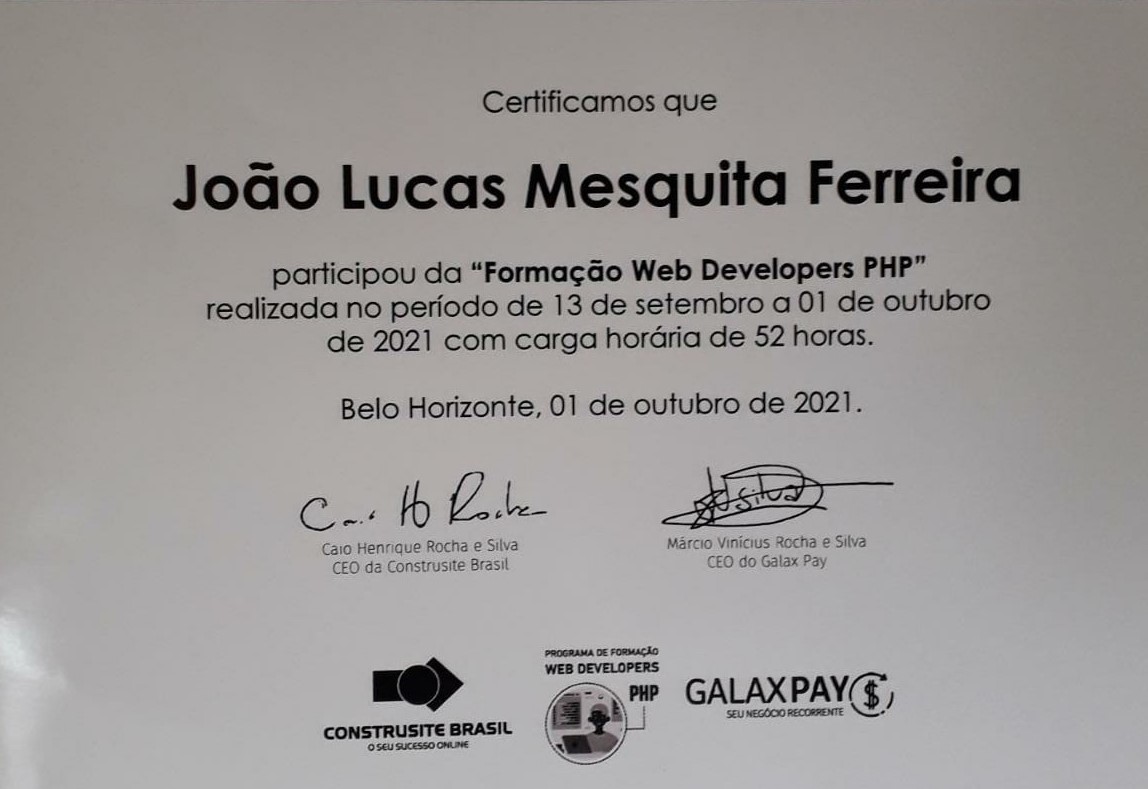 Certificamos que
João Lucas Mesquita Ferreira
participou da “Formação Web Developers PHP”
realizada no período de 13 de setembro a 01 de outubro
de 2021 com carga horária de 52 horas.
Belo Horizonte, 01 de outubro de 2021.
Caio Henrique Rocha e Silva
CEO da Construsite Brasil
Márcio Vinícius Rocha e Silva
CEO do Galax Pay
CONSTRUSITE BRASIL
O SEU SUCESSO ONLINE
PROGRAMA DE FORMAÇÃO
WEB DEVELOPERS
PHP
GALAXPAY $
SEU NEGÓCIO RECORRENTE